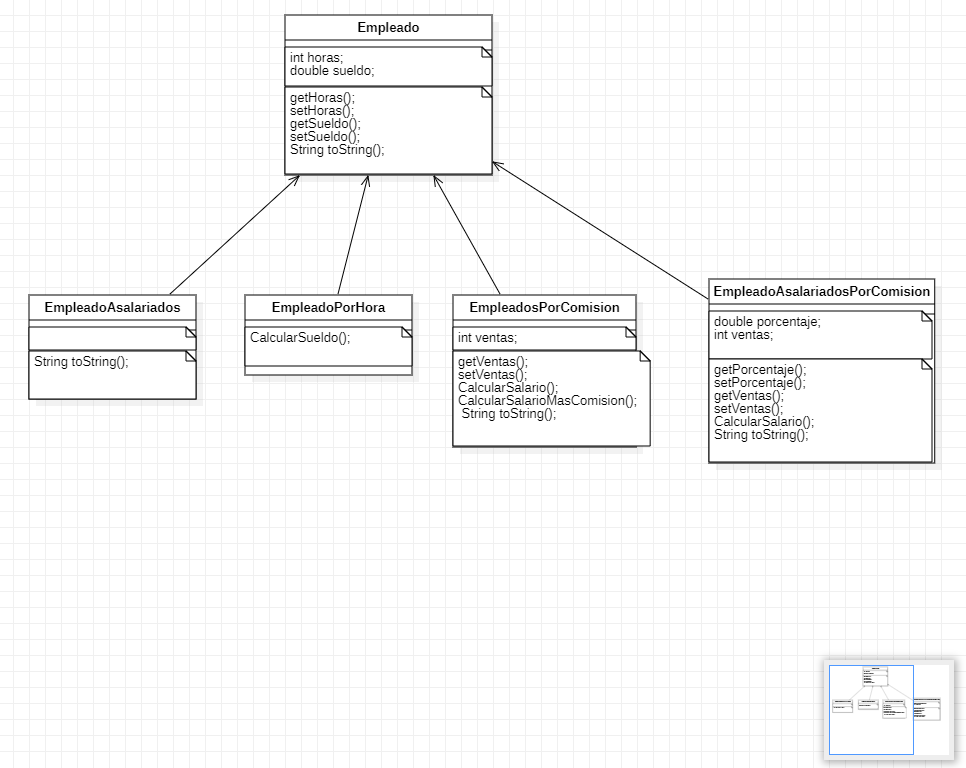 Empleado
int horas;
double sueldo;
getHoras();
setHoras();
getSueldo();
setSueldo();
String toString();
EmpleadoAsalariados
String toString();
EmpleadoPorHora
CalcularSueldo();
EmpleadosPorComision
int ventas;
getVentas();
setVentas();
CalcularSalario();
CalcularSalarioMasComision();
String toString();
EmpleadoAsalariadosPorComision
double porcentaje;
int ventas;
getPorcentaje();
setPorcentaje();
getVentas();
setVentas();
CalcularSalario();
String toString();